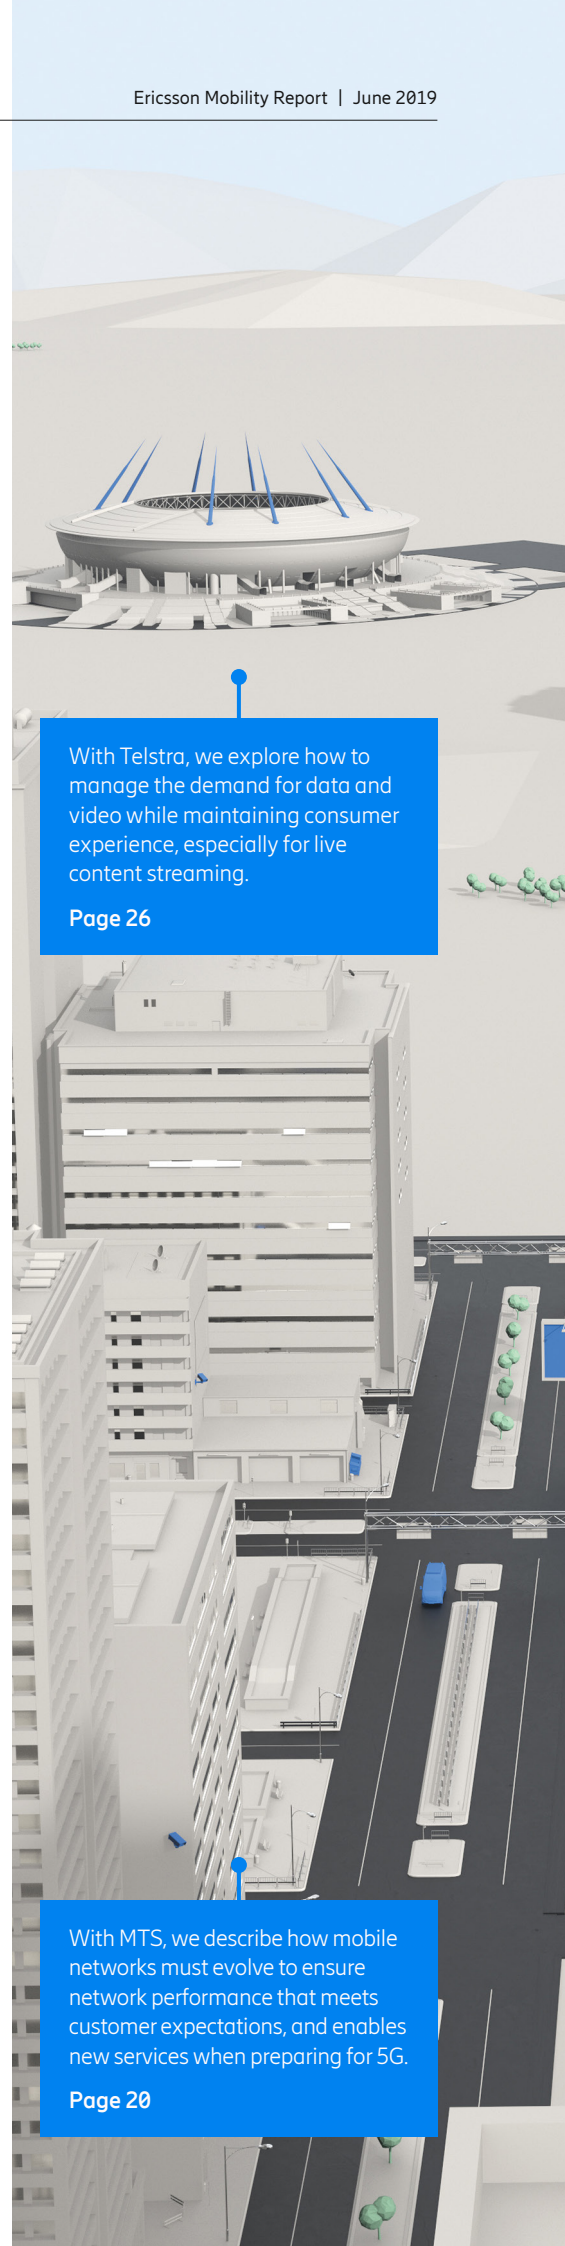 Ericsson Mobility Report | June 2019
With Telstra, we explore how to
manage the demand for data and
video while maintaining consumer
experience, especially for live
content streaming.
Page 26
With MTS, we describe how mobile
networks must evolve to ensure
network performance that meets
customer expectations, and enables
new services when preparing for 5G.
Page 20